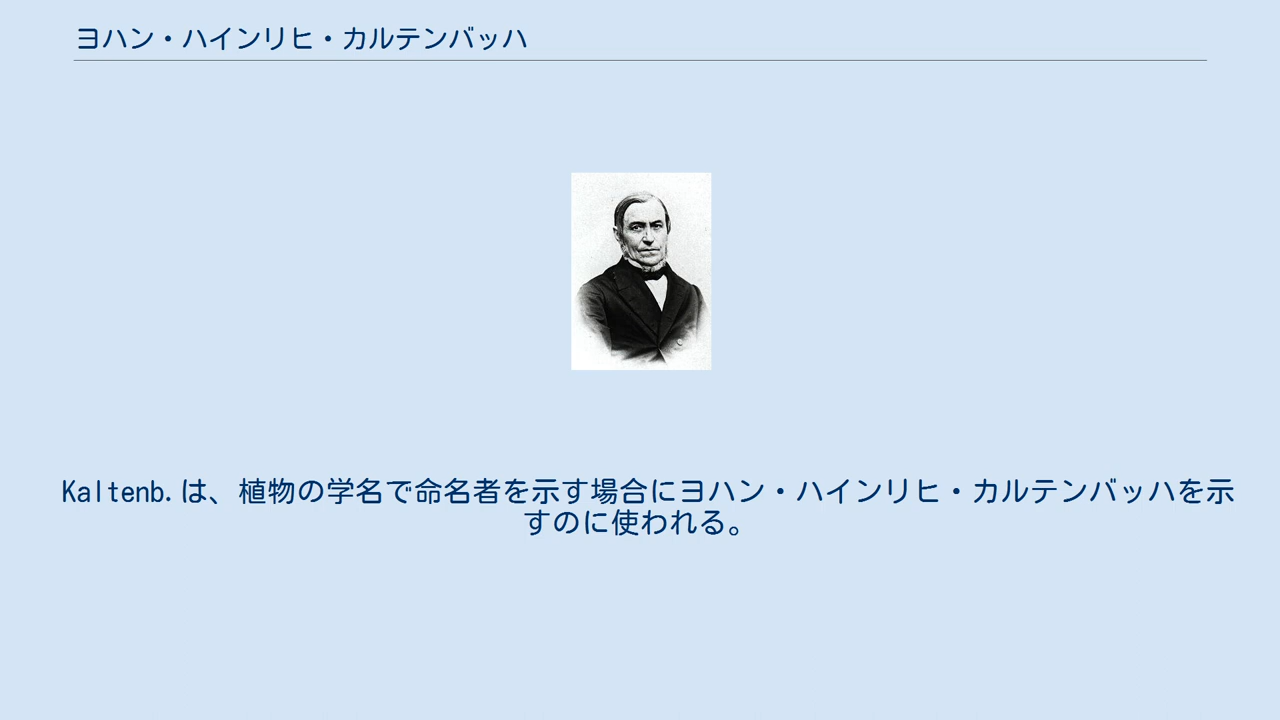 ヨハン・ハインリヒ・カルテンバッハ
Kaltenb.は、植物の学名で命名者を示す場合にヨハン・ハインリヒ・カルテンバッハを示
すのに使われる。